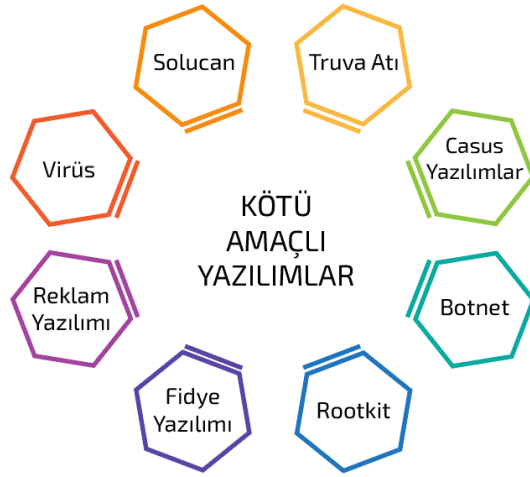 Solucan
Truva Atı
Virüs
Casus
Yazılımlar
KÖTÜ
AMAÇLI
YAZILIMLAR
Reklam
Yazılımı
Botnet
Fidye
Yazılımı
Rootkit